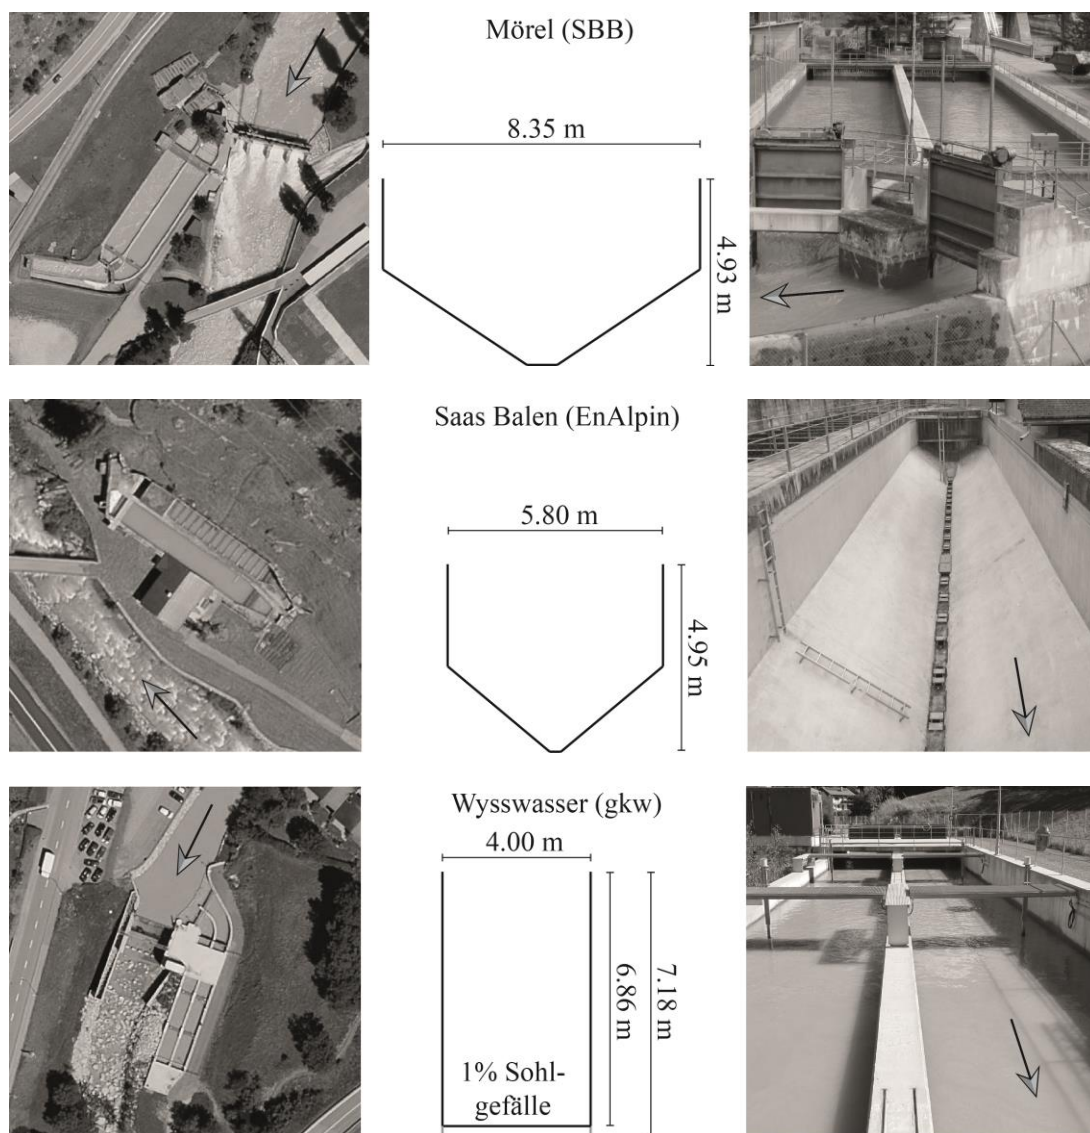 Mörel (SBB)
8.35 m
4.93 m
Saas Balen (EnAlpin)
5.80 m
4.95 m
Wysswasser (gkw)
4.00 m
6.86 m
7.18 m
1% Sohl-
gefälle